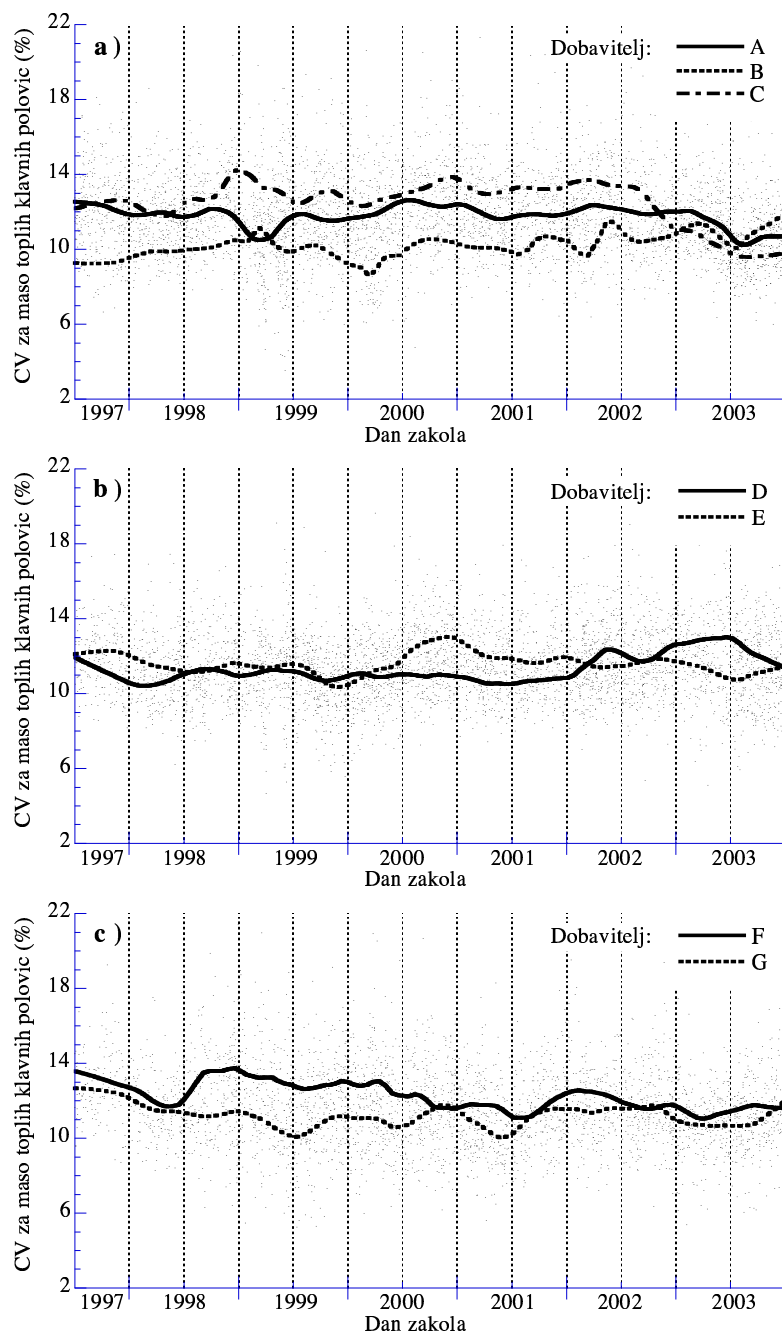 a )
Dobavitelj:
A
B
C
CV za maso toplih klavnih polovic (%)
22
18
14
10
6
2
1997 1998 1999 2000 2001 2002 2003
Dan zakola
b )
Dobavitelj:
D
E
CV za maso toplih klavnih polovic (%)
22
18
14
10
6
2
1997 1998 1999 2000 2001 2002 2003
Dan zakola
c )
Dobavitelj:
F
G
CV za maso toplih klavnih polovic (%)
22
18
14
10
6
2
1997 1998 1999 2000 2001 2002 2003
Dan zakola